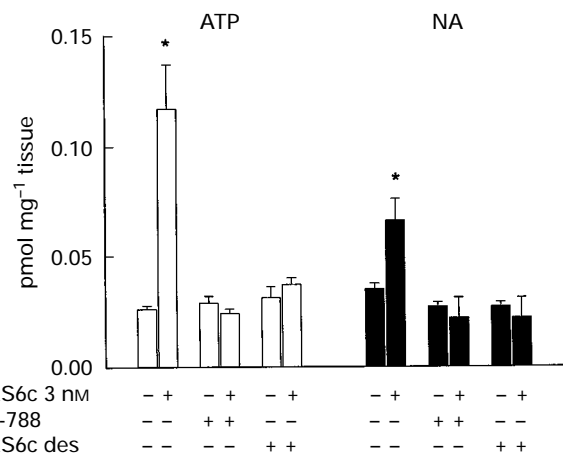 ATP NA
0.15
* 
0.10
*
0.05
0.00
pmol mg⁻¹ tissue
S6c 3 nM – + – + – + – + – + – +
-788 – – + + – – – – + + – –
S6c des – – – – + + – – – – + +